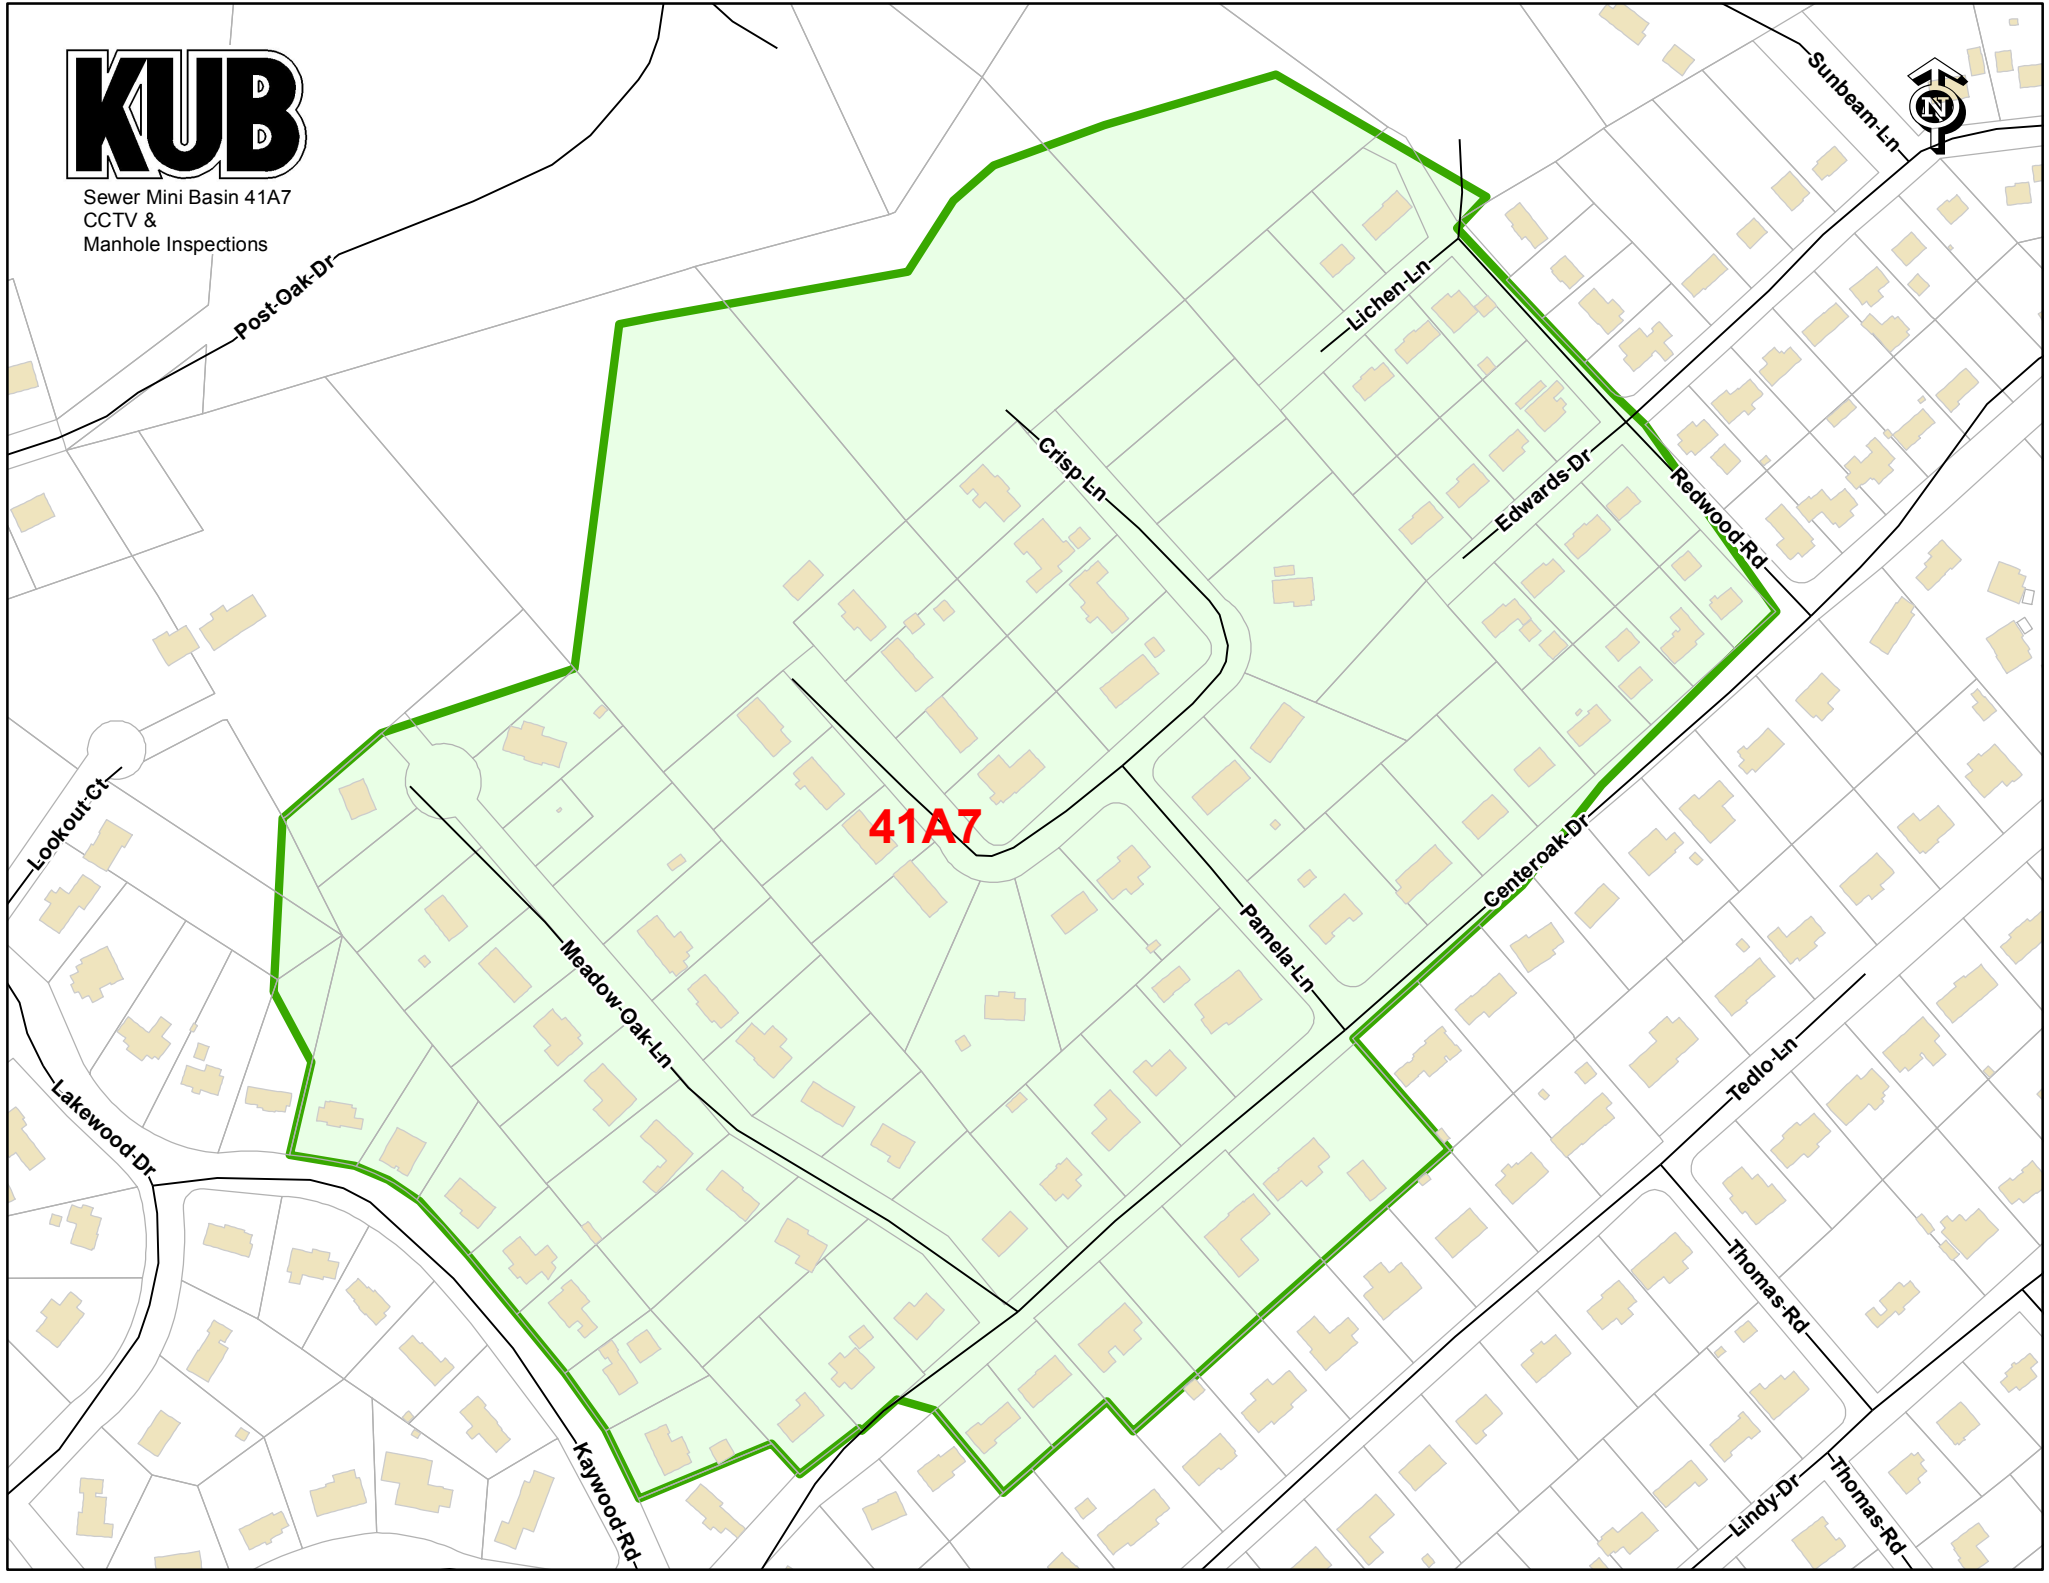 KUB
Sewer Mini Basin 41A7
CCTV &
Manhole Inspections
N
Sunbeam Ln
Post Oak Dr
Lichen Ln
Crisp Ln
Edwards Dr
Redwood Rd
41A7
Lookout Ct
Centeroak Dr
Pamela Ln
Meadow Oak Ln
Tedlo Ln
Lakewood Dr
Thomas Rd
Kaywood Rd
Lindy Dr
Thomas Rd